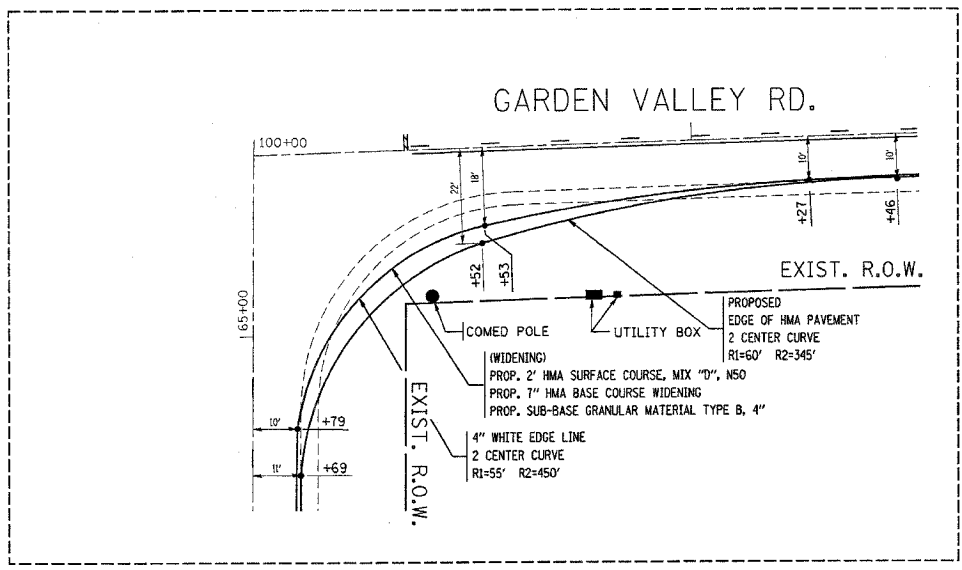 GARDEN VALLEY RD.
100+00
N
22'
18'
10'
10'
+52
+53
+27
+46
65+00
EXIST. R.O.W.
COMED POLE
UTILITY BOX
PROPOSED
EDGE OF HMA PAVEMENT
2 CENTER CURVE
R1=60' R2=345'
(WIDENING)
PROP. 2' HMA SURFACE COURSE, MIX "D", N50
PROP. 7" HMA BASE COURSE WIDENING
PROP. SUB-BASE GRANULAR MATERIAL TYPE B, 4"
EXIST. R.O.W.
10'
+79
4" WHITE EDGE LINE
2 CENTER CURVE
R1=55' R2=450'
11'
+69